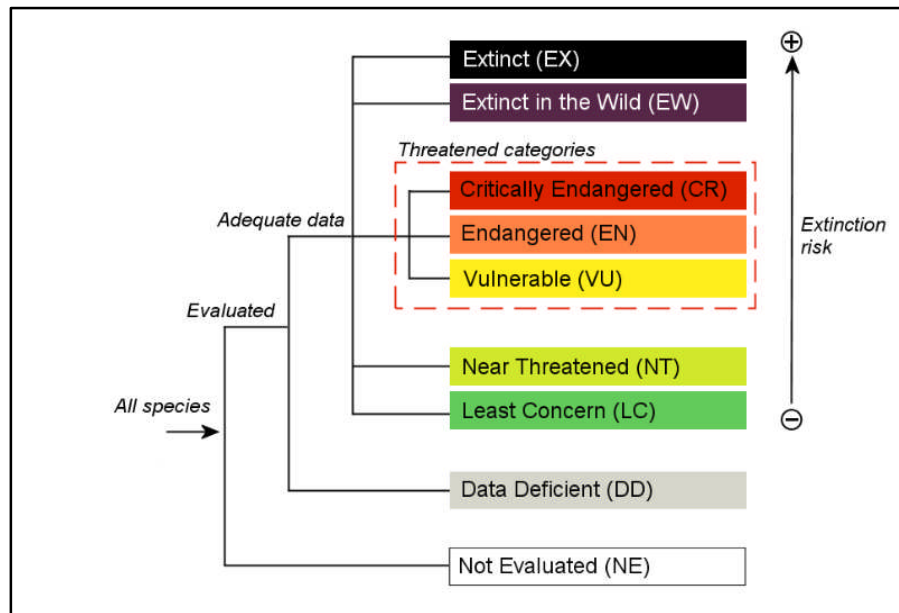 Extinct (EX)
Extinct in the Wild (EW)
Threatened categories
Critically Endangered (CR)
Adequate data
Endangered (EN)
Extinction
risk
Vulnerable (VU)
Evaluated
Near Threatened (NT)
All species
Least Concern (LC)
Data Deficient (DD)
Not Evaluated (NE)